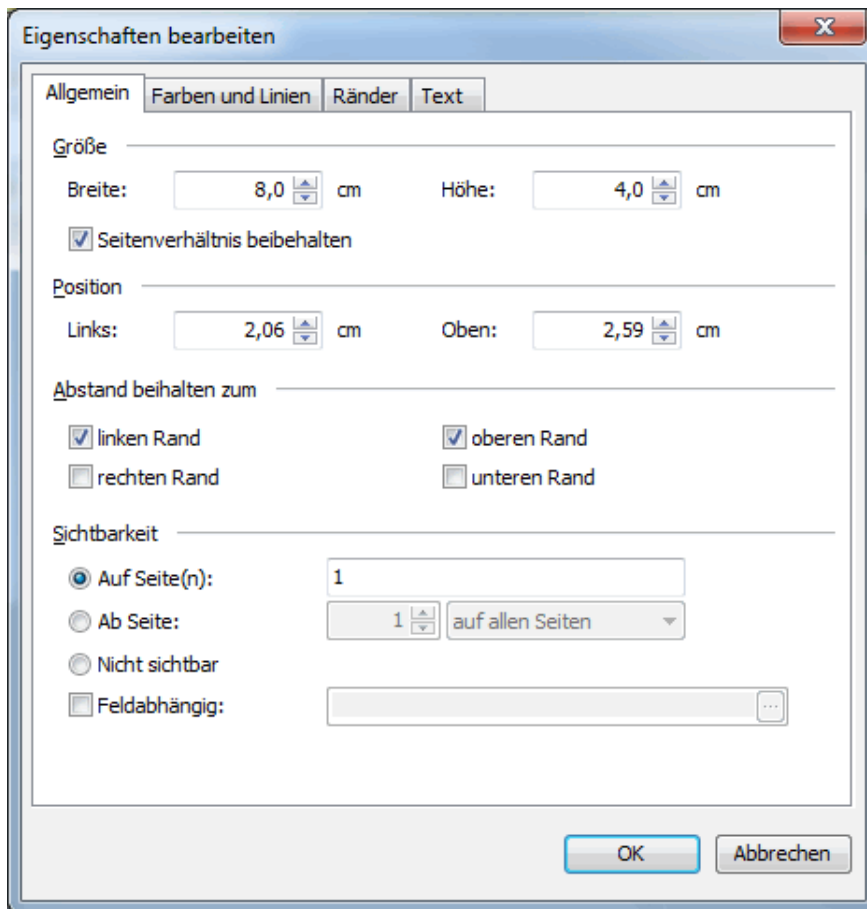 Eigenschaften bearbeiten
Allgemein Farben und Linien Ränder Text
Größe
Breite: 8,0 cm Höhe: 4,0 cm
Seitenverhältnis beibehalten
Position
Links: 2,06 cm Oben: 2,59 cm
Abstand beihalten zum
linken Rand oberen Rand
rechten Rand unteren Rand
Sichtbarkeit
Auf Seite(n): 1
Ab Seite: 1 auf allen Seiten
Nicht sichtbar
Feldabhängig: ...
OK Abbrechen